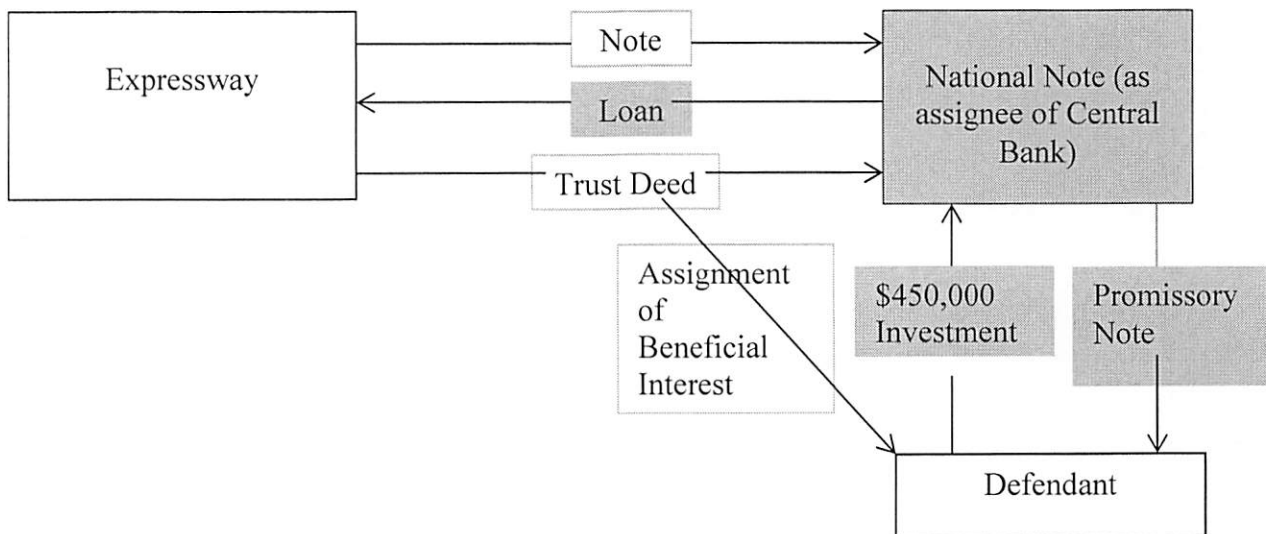 Note
Expressway
National Note (as
assignee of Central
Bank)
Loan
Trust Deed
Assignment
of
Beneficial
Interest
$450,000
Investment
Promissory
Note
Defendant